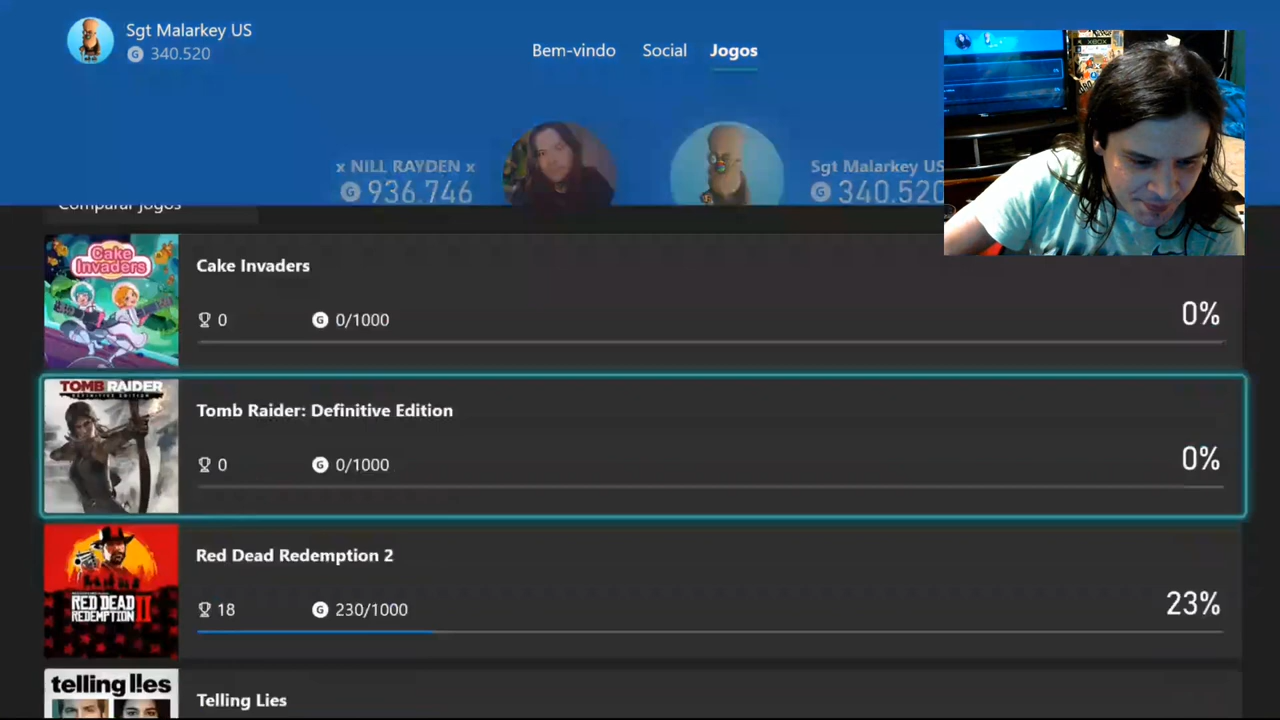 Sgt Malarkey US
G 340.520
Bem-vindo Social Jogos
x NILL RAYDEN x
G 936.746
Sgt Malarkey US
G 340.520
Comparar jogos
Cake Invaders
Cake Invaders
0 G 0/1000 0%
TOMB RAIDER
DEFINITIVE EDITION
Tomb Raider: Definitive Edition
0 G 0/1000 0%
RED DEAD
REDEMPTION II
Red Dead Redemption 2
18 G 230/1000 23%
telling lies
Telling Lies